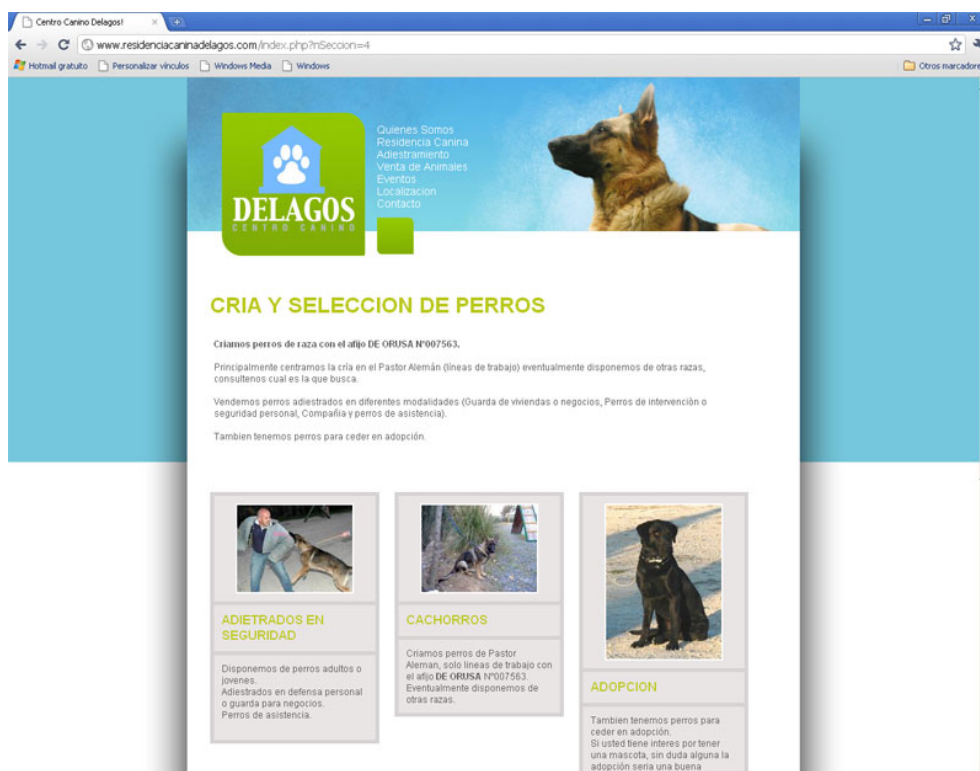 Centro Canino Delagos!
www.residenciacaninadelagos.com/index.php?nSeccion=4
Hotmail gratuito
Personalizar vínculos
Windows Media
Windows
Otros marcadore
Quienes Somos
Residencia Canina
Adiestramiento
Venta de Animales
Eventos
Localizacion
Contacto
DELAGOS
CENTRO CANINO
CRIA Y SELECCION DE PERROS
Criamos perros de raza con el afijo DE ORUSA Nº007563.
Principalmente centramos la cría en el Pastor Alemán (líneas de trabajo) eventualmente disponemos de otras razas,
consultenos cual es la que busca.
Vendemos perros adiestrados en diferentes modalidades (Guarda de viviendas o negocios, Perros de intervención o
seguridad personal, Compañia y perros de asistencia).
Tambien tenemos perros para ceder en adopción.
ADIETRADOS EN
SEGURIDAD
Disponemos de perros adultos o
jovenes.
Adiestrados en defensa personal
o guarda para negocios.
Perros de asistencia.
CACHORROS
Criamos perros de Pastor
Aleman, solo lineas de trabajo con
el afijo DE ORUSA Nº007563.
Eventualmente disponemos de
otras razas.
ADOPCION
Tambien tenemos perros para
ceder en adopción.
Si usted tiene interes por tener
una mascota, sin duda alguna la
adopción seria una buena